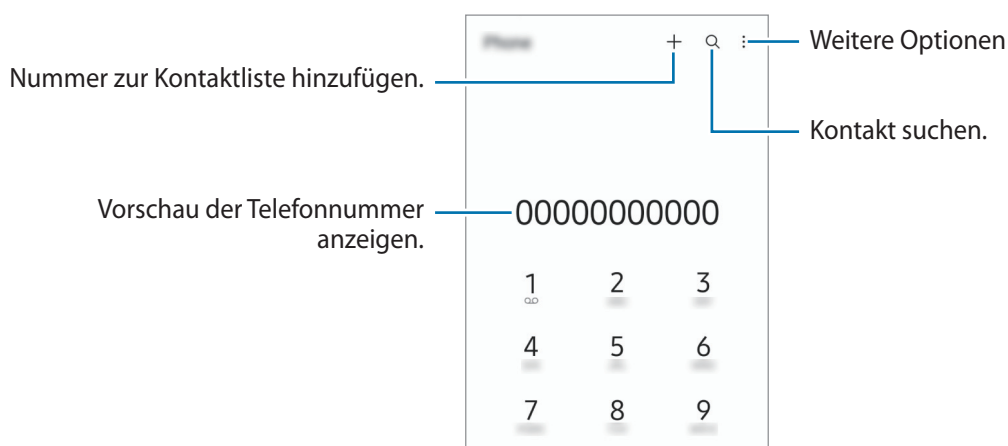 Phone
Weitere Optionen
Nummer zur Kontaktliste hinzufügen.
Kontakt suchen.
Vorschau der Telefonnummer
anzeigen.
00000000000
1 2 3
4 5 6
7 8 9